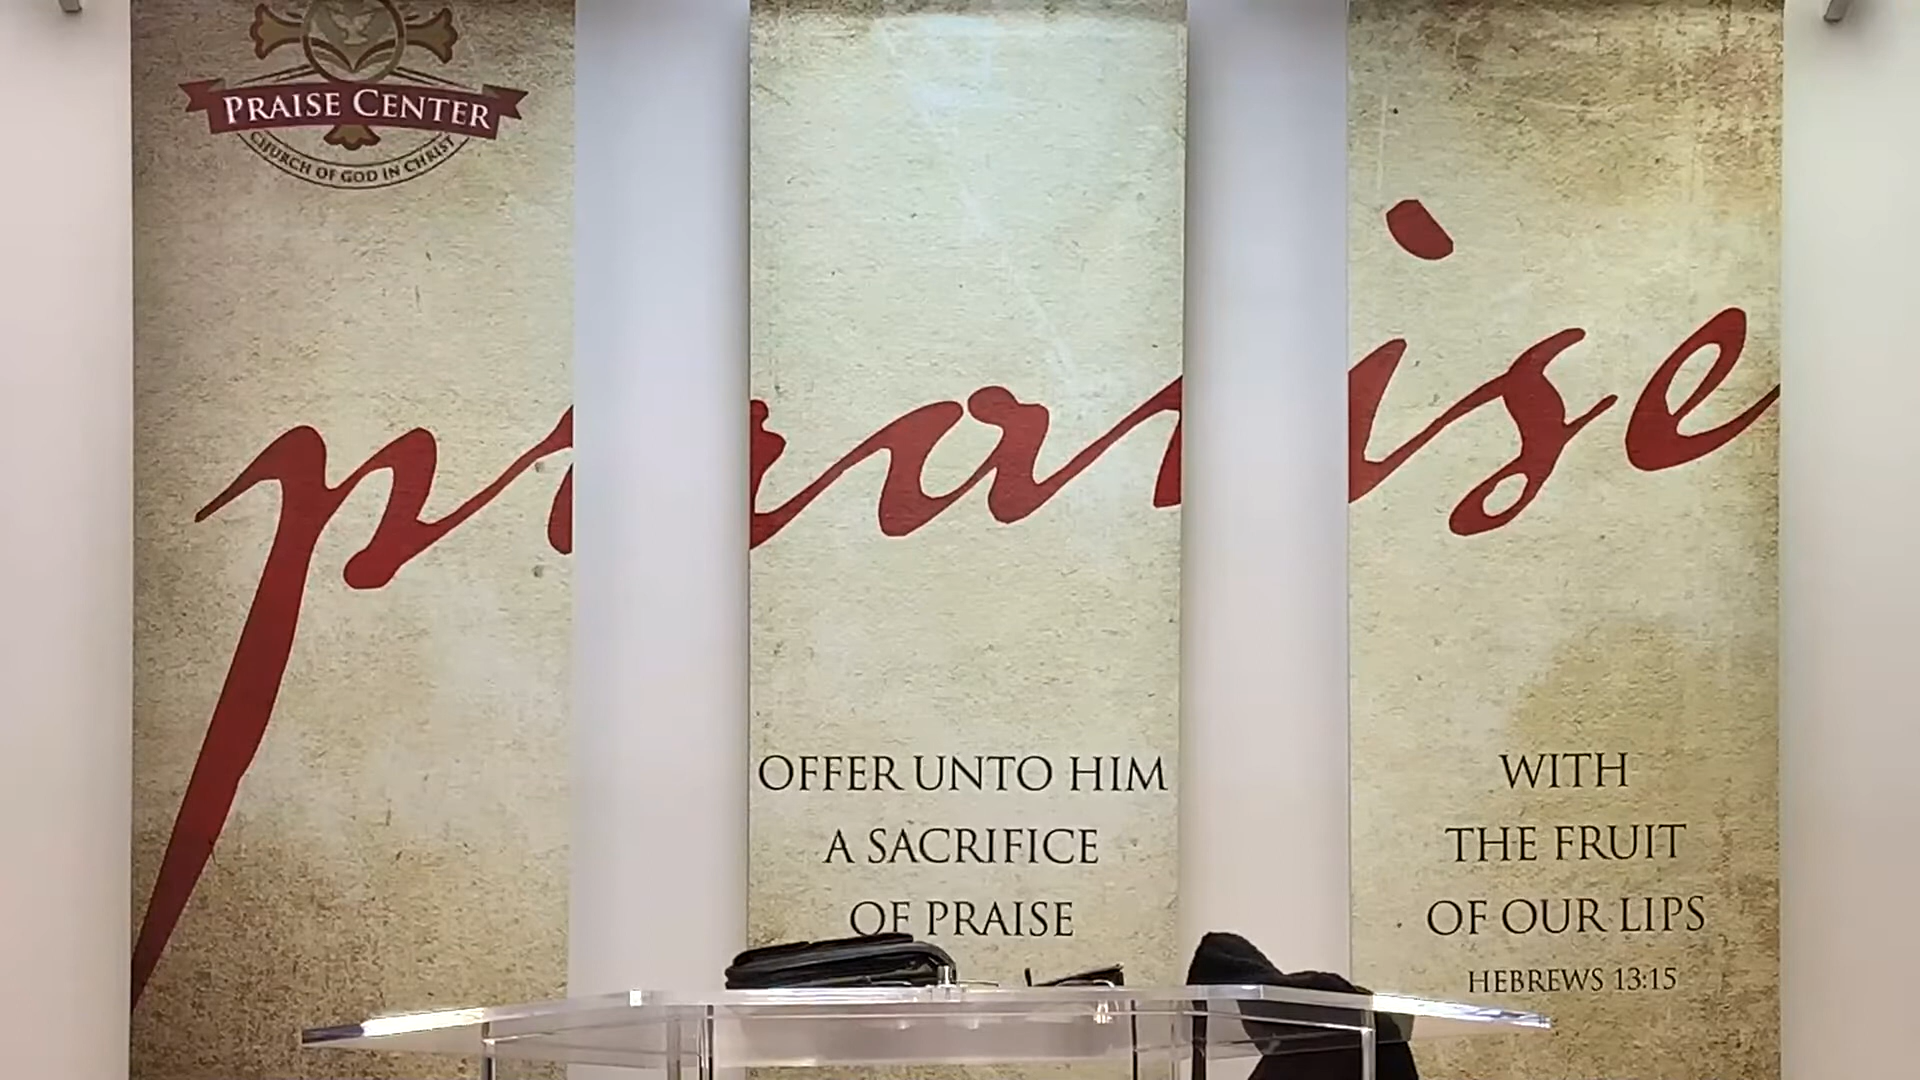 PRAISE CENTER
CHURCH OF GOD IN CHRIST
praise
OFFER UNTO HIM
A SACRIFICE
OF PRAISE
WITH
THE FRUIT
OF OUR LIPS
HEBREWS 13:15